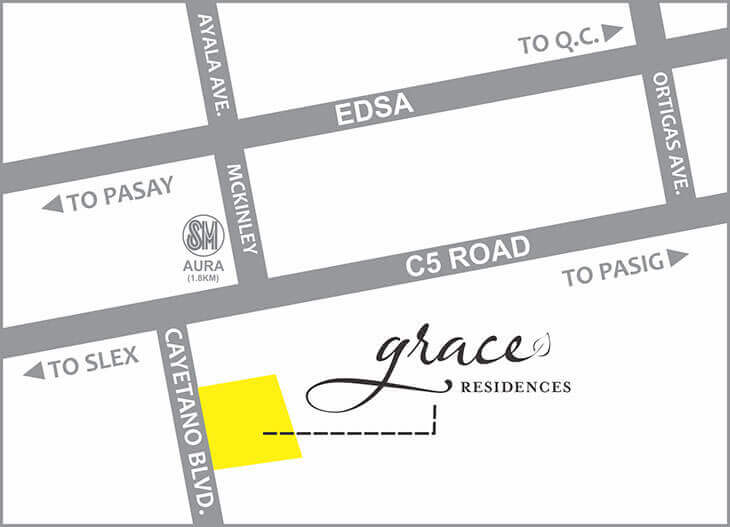 AYALA AVE.
TO Q.C.
EDSA
ORTIGAS AVE.
TO PASAY
MCKINLEY
SM
AURA
(1.8KM)
C5 ROAD
TO PASIG
TO SLEX
CAYETANO BLVD.
grace
RESIDENCES